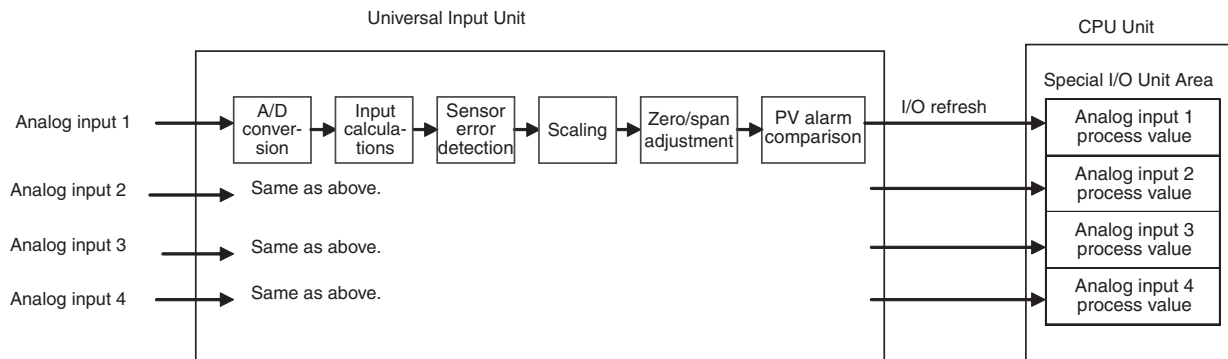 Universal Input Unit
CPU Unit
Special I/O Unit Area
Analog input 1
A/D
conver-
sion
Input
calcula-
tions
Sensor
error
detection
Scaling
Zero/span
adjustment
PV alarm
comparison
I/O refresh
Analog input 1
process value
Analog input 2
Same as above.
Analog input 2
process value
Analog input 3
Same as above.
Analog input 3
process value
Analog input 4
Same as above.
Analog input 4
process value